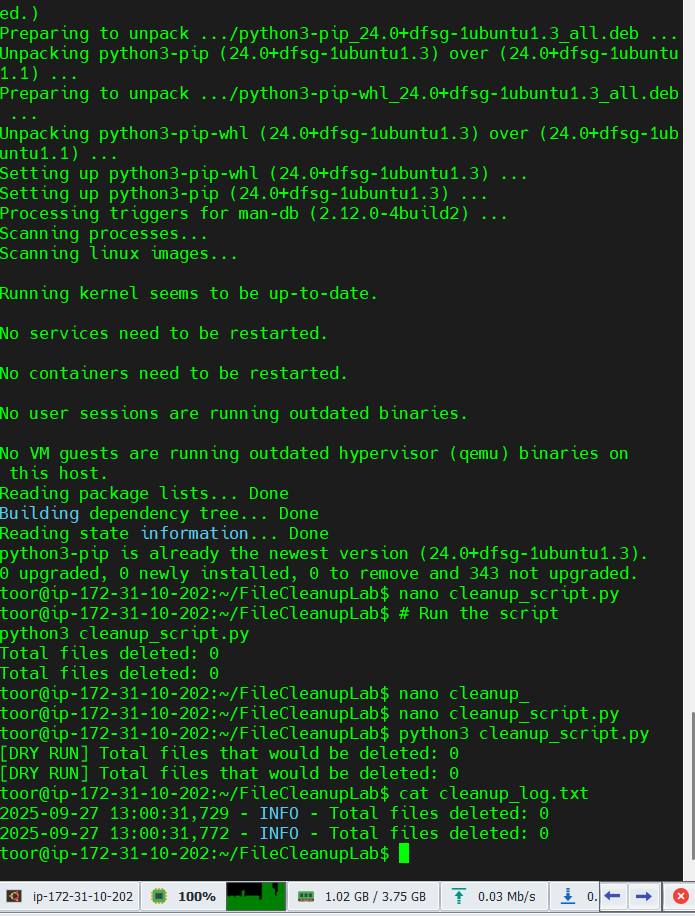 ed.)
Preparing to unpack .../python3-pip_24.0+dfsg-1ubuntu1.3_all.deb ...
Unpacking python3-pip (24.0+dfsg-1ubuntu1.3) over (24.0+dfsg-1ubuntu
1.1) ...
Preparing to unpack .../python3-pip-whl_24.0+dfsg-1ubuntu1.3_all.deb
 ...
Unpacking python3-pip-whl (24.0+dfsg-1ubuntu1.3) over (24.0+dfsg-1ub
untu1.1) ...
Setting up python3-pip-whl (24.0+dfsg-1ubuntu1.3) ...
Setting up python3-pip (24.0+dfsg-1ubuntu1.3) ...
Processing triggers for man-db (2.12.0-4build2) ...
Scanning processes...
Scanning linux images...
Running kernel seems to be up-to-date.
No services need to be restarted.
No containers need to be restarted.
No user sessions are running outdated binaries.
No VM guests are running outdated hypervisor (qemu) binaries on
 this host.
Reading package lists... Done
Building dependency tree... Done
Reading state information... Done
python3-pip is already the newest version (24.0+dfsg-1ubuntu1.3).
0 upgraded, 0 newly installed, 0 to remove and 343 not upgraded.
toor@ip-172-31-10-202:~/FileCleanupLab$ nano cleanup_script.py
toor@ip-172-31-10-202:~/FileCleanupLab$ # Run the script
python3 cleanup_script.py
Total files deleted: 0
Total files deleted: 0
toor@ip-172-31-10-202:~/FileCleanupLab$ nano cleanup_
toor@ip-172-31-10-202:~/FileCleanupLab$ nano cleanup_script.py
toor@ip-172-31-10-202:~/FileCleanupLab$ python3 cleanup_script.py
[DRY RUN] Total files that would be deleted: 0
[DRY RUN] Total files that would be deleted: 0
toor@ip-172-31-10-202:~/FileCleanupLab$ cat cleanup_log.txt
2025-09-27 13:00:31,729 - INFO - Total files deleted: 0
2025-09-27 13:00:31,772 - INFO - Total files deleted: 0
toor@ip-172-31-10-202:~/FileCleanupLab$
ip-172-31-10-202 100% 1.02 GB / 3.75 GB 0.03 Mb/s 0.